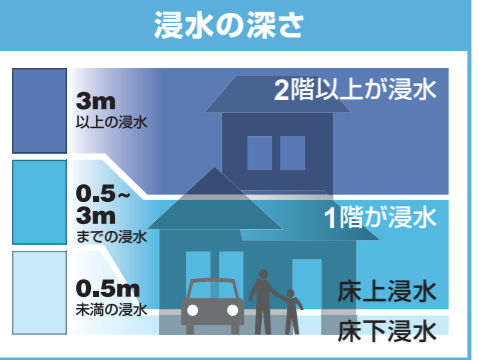 浸水の深さ
3m
以上の浸水
2階以上が浸水
0.5~
3m
までの浸水
1階が浸水
0.5m
未満の浸水
床上浸水
床下浸水